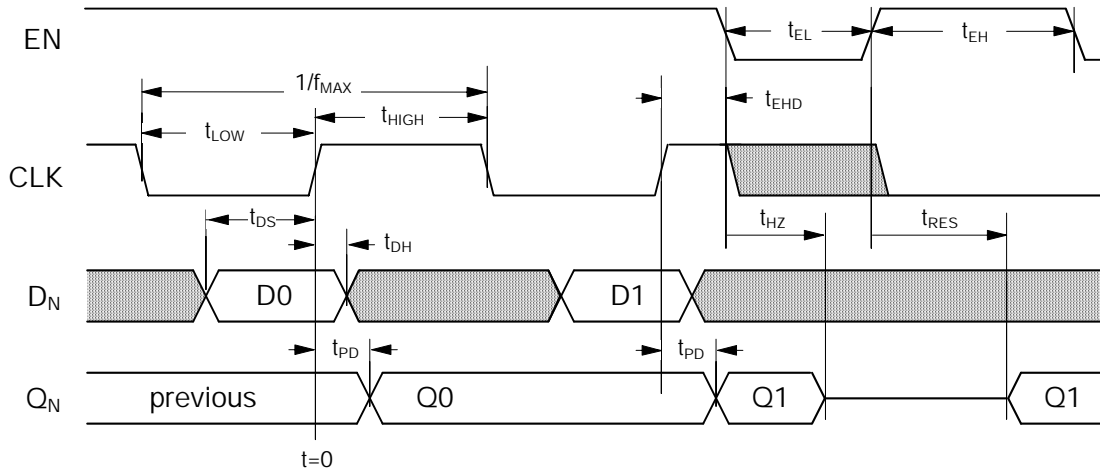 EN
t_EL
t_EH
1/f_MAX
t_EHD
t_LOW
t_HIGH
CLK
t_DS
t_HZ
t_RES
t_DH
D_N
D0
D1
t_PD
t_PD
Q_N
previous
Q0
Q1
Q1
t=0